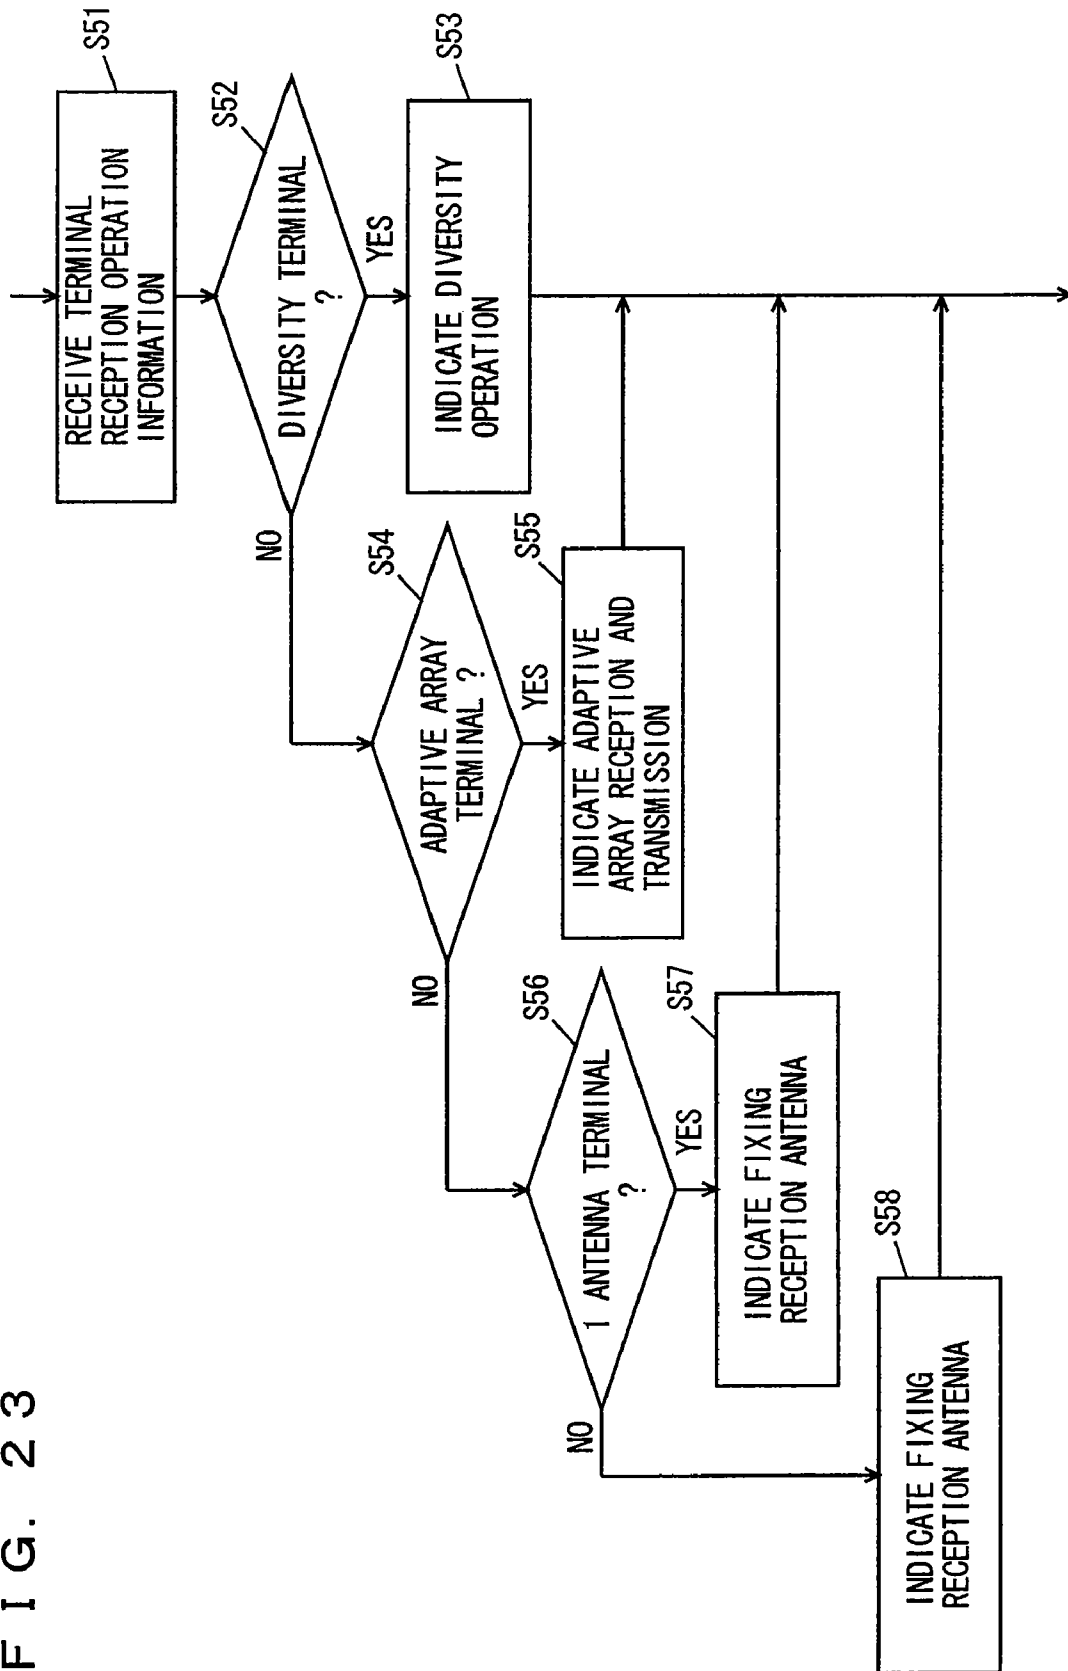 FIG. 23
RECEIVE TERMINAL
RECEPTION OPERATION
INFORMATION
S51
DIVERSITY TERMINAL
?
S52
YES
NO
INDICATE DIVERSITY
OPERATION
S53
ADAPTIVE ARRAY
TERMINAL ?
S54
YES
NO
INDICATE ADAPTIVE
ARRAY RECEPTION AND
TRANSMISSION
S55
1 ANTENNA TERMINAL
?
S56
YES
NO
INDICATE FIXING
RECEPTION ANTENNA
S57
INDICATE FIXING
RECEPTION ANTENNA
S58